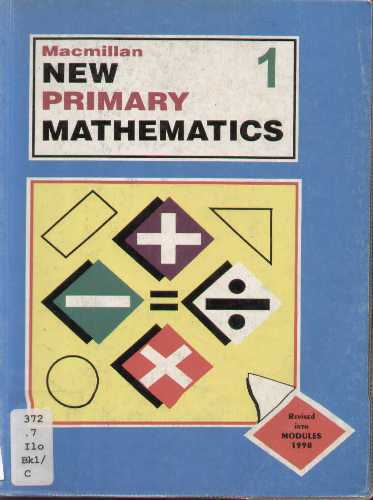 Macmillan
NEW
PRIMARY
MATHEMATICS
1
+
− = ÷
×
Revised
into
MODULES
1998
372
.7
Ilo
Bk1/
C